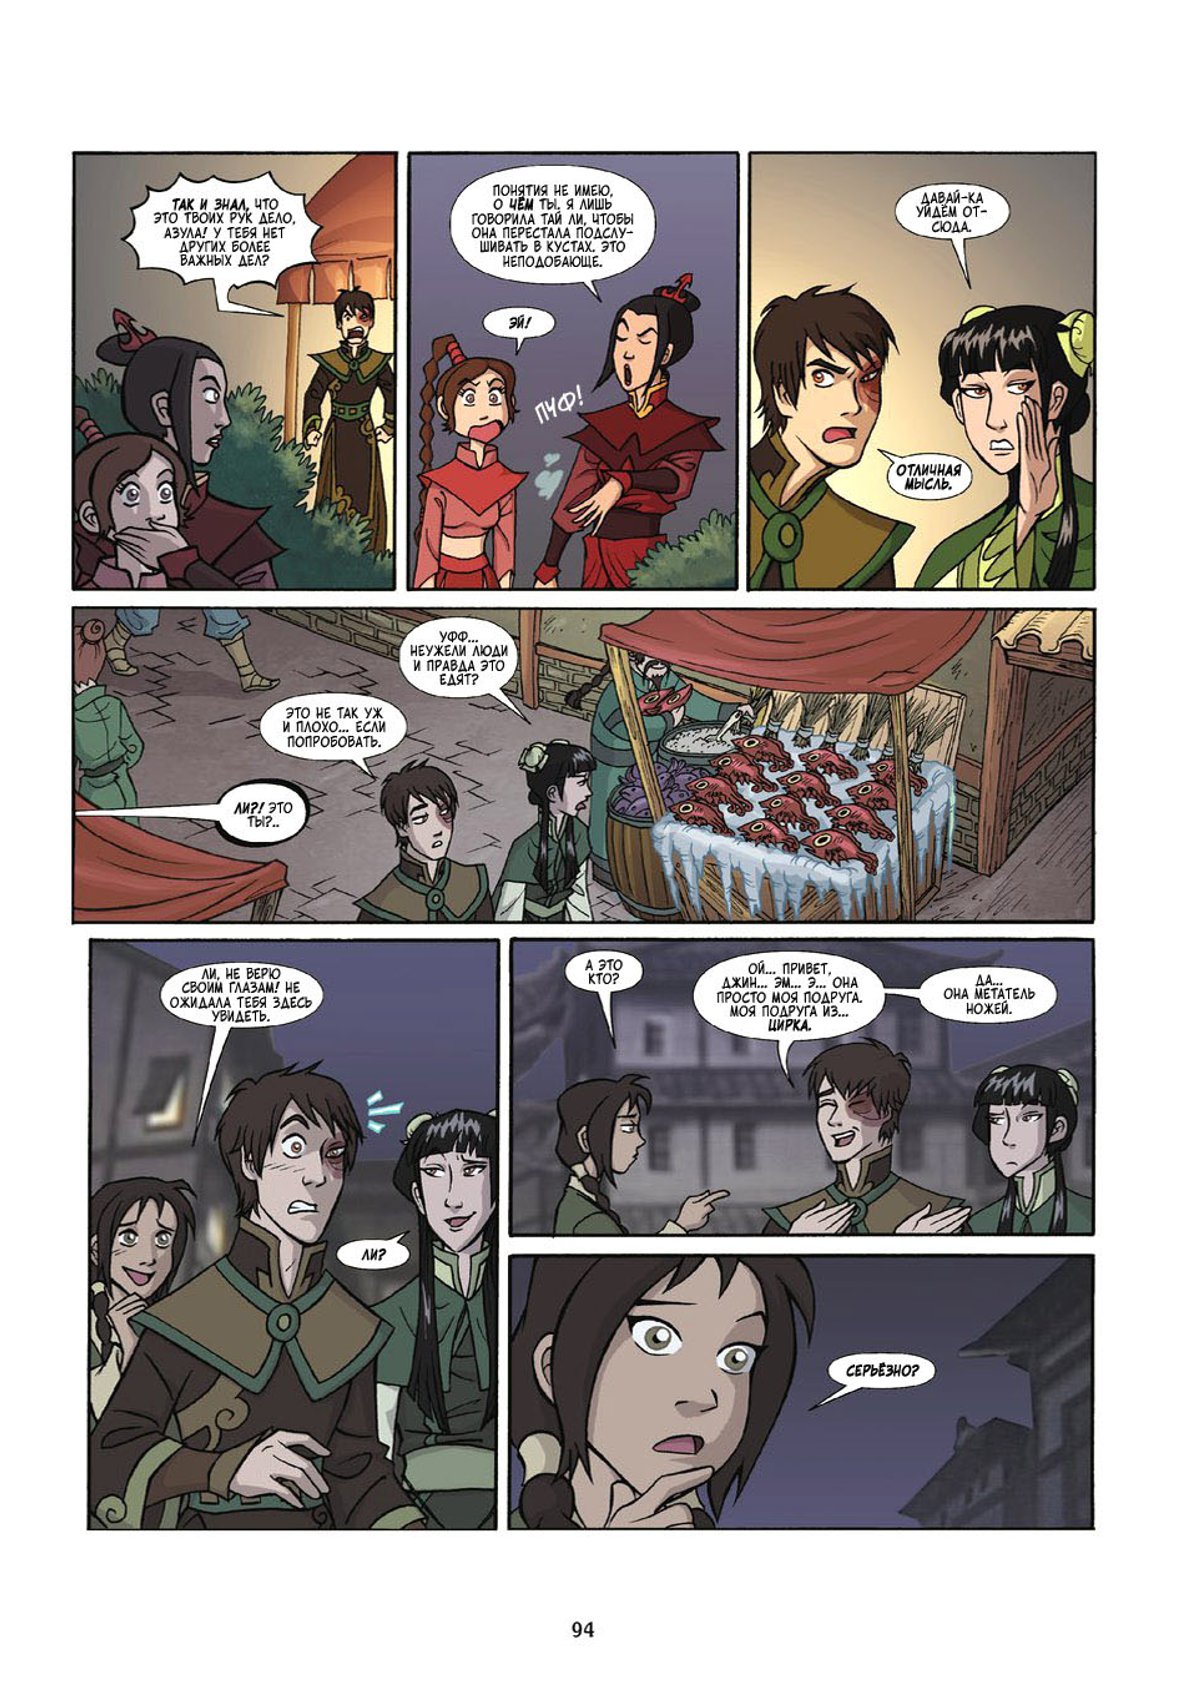 ТАК И ЗНАЛ, ЧТО
ЭТО ТВОИХ РУК ДЕЛО,
АЗУЛА! У ТЕБЯ НЕТ
ДРУГИХ БОЛЕЕ
ВАЖНЫХ ДЕЛ?
ПОНЯТИЯ НЕ ИМЕЮ,
О ЧЁМ ТЫ. Я ЛИШЬ
ГОВОРИЛА ТАЙ ЛИ, ЧТОБЫ
ОНА ПЕРЕСТАЛА ПОДСЛУ-
ШИВАТЬ В КУСТАХ. ЭТО
НЕПОДОБАЮЩЕ.
ЭЙ!
ПЧФ!
ДАВАЙ-КА
УЙДЁМ ОТ-
СЮДА.
ОТЛИЧНАЯ
МЫСЛЬ.
УФФ...
НЕУЖЕЛИ ЛЮДИ
И ПРАВДА ЭТО
ЕДЯТ?
ЭТО НЕ ТАК УЖ
И ПЛОХО... ЕСЛИ
ПОПРОБОВАТЬ.
ЛИ?! ЭТО
ТЫ?..
ЛИ, НЕ ВЕРЮ
СВОИМ ГЛАЗАМ! НЕ
ОЖИДАЛА ТЕБЯ ЗДЕСЬ
УВИДЕТЬ.
ЛИ?
А ЭТО
КТО?
ОЙ... ПРИВЕТ,
ДЖИН... ЭМ... Э... ОНА
ПРОСТО МОЯ ПОДРУГА.
МОЯ ПОДРУГА ИЗ...
ЦИРКА.
ДА...
ОНА МЕТАТЕЛЬ
НОЖЕЙ.
СЕРЬЁЗНО?
94